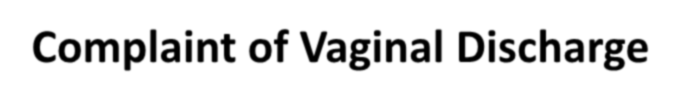 Complaint of Vaginal Discharge